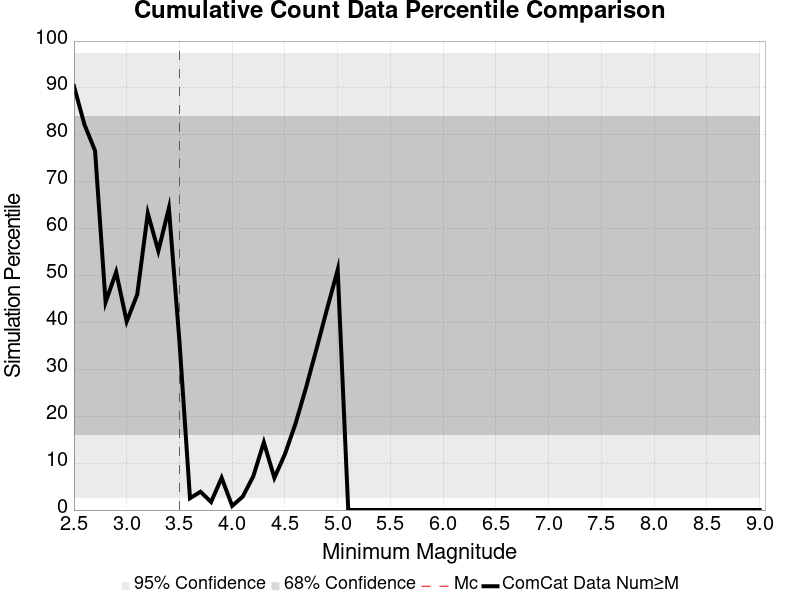 Cumulative Count Data Percentile Comparison
100
90
80
70
60
50
40
30
20
10
0
Simulation Percentile
2.5 3.0 3.5 4.0 4.5 5.0 5.5 6.0 6.5 7.0 7.5 8.0 8.5 9.0
Minimum Magnitude
95% Confidence 68% Confidence Mc ComCat Data Num≥M